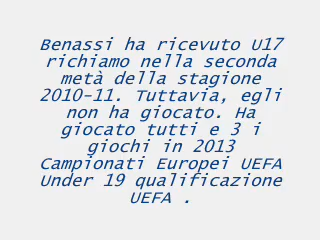 Benassi ha ricevuto U17
richiamo nella seconda
metà della stagione
2010-11. Tuttavia, egli
non ha giocato. Ha
giocato tutti e 3 i
giochi in 2013
Campionati Europei UEFA
Under 19 qualificazione
UEFA .